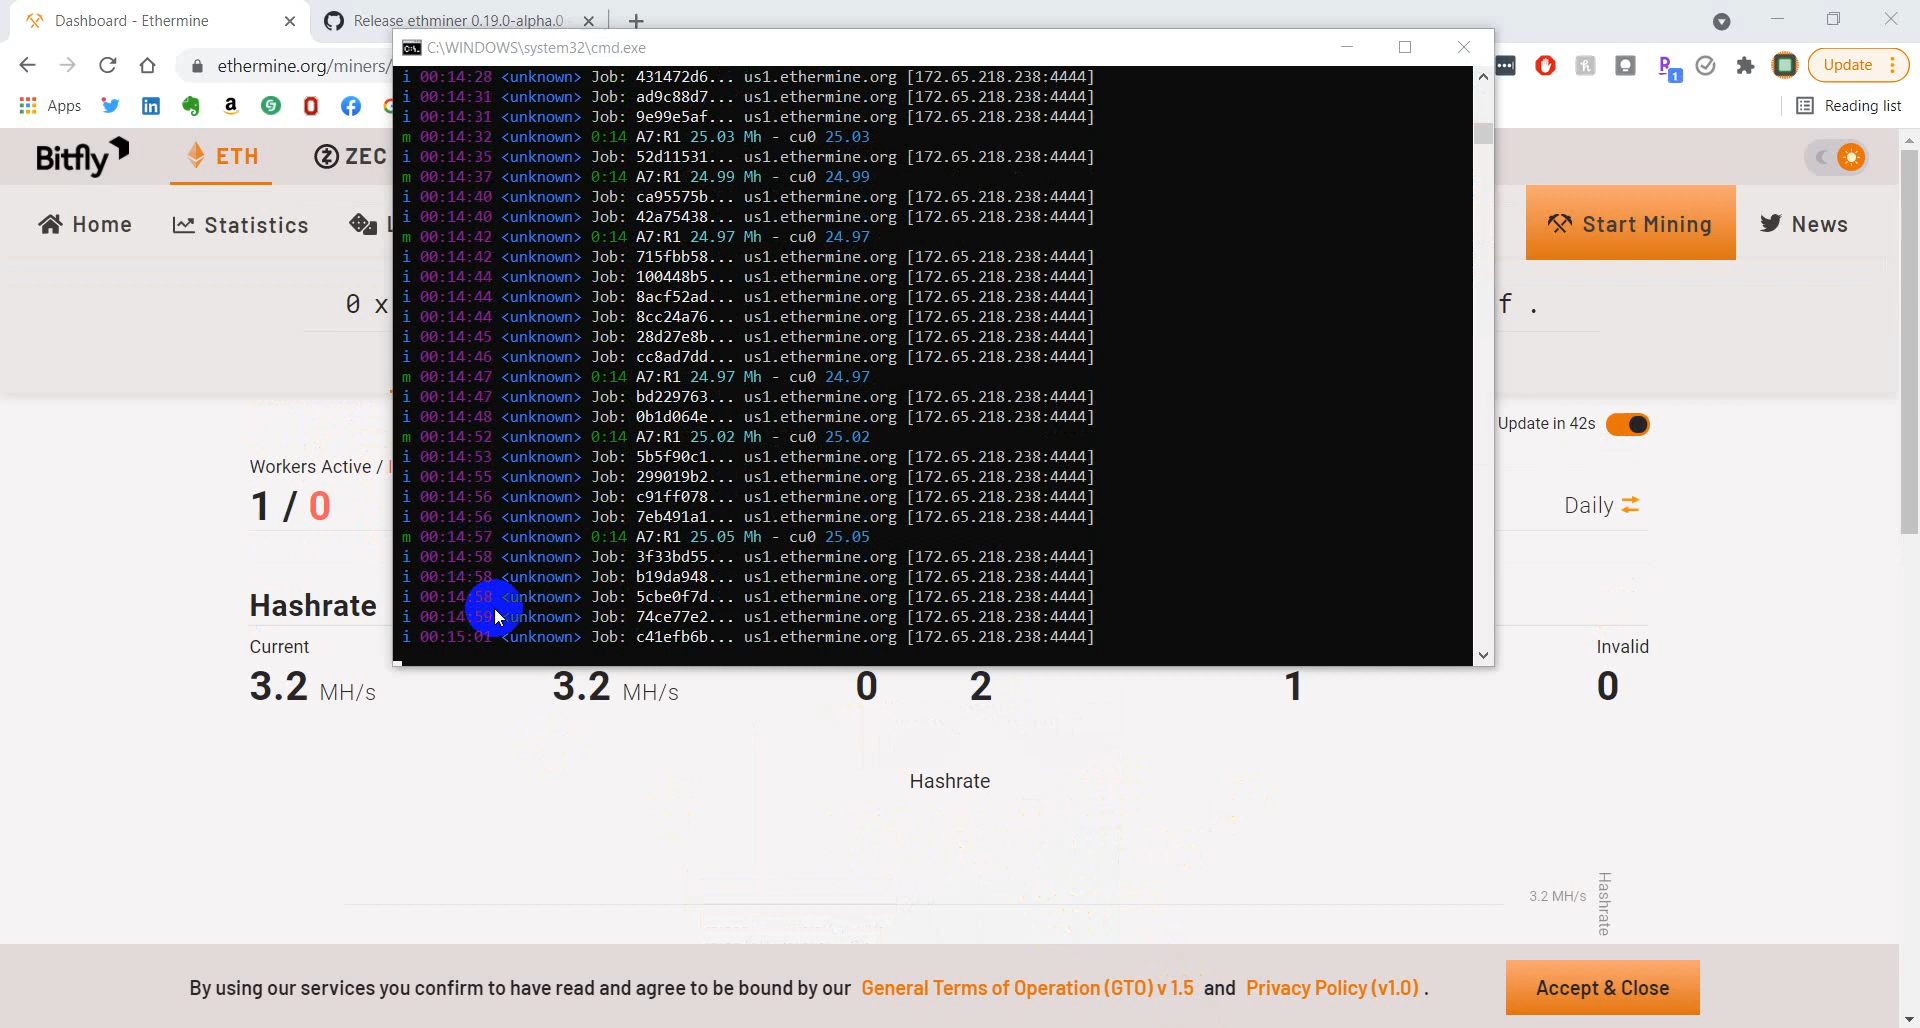 Dashboard - Ethermine
Release ethminer 0.19.0-alpha.0
C:\WINDOWS\system32\cmd.exe
ethermine.org/miners/
Update
1
Apps
Reading list
Bitfly
ETH
ZEC
Home
Statistics
L
Start Mining
News
0 x
f .
i 00:14:28 <unknown> Job: 431472d6... us1.ethermine.org [172.65.218.238:4444]
i 00:14:31 <unknown> Job: ad9c88d7... us1.ethermine.org [172.65.218.238:4444]
i 00:14:31 <unknown> Job: 9e99e5af... us1.ethermine.org [172.65.218.238:4444]
m 00:14:32 <unknown> 0:14 A7:R1 25.03 Mh - cu0 25.03
i 00:14:35 <unknown> Job: 52d11531... us1.ethermine.org [172.65.218.238:4444]
m 00:14:37 <unknown> 0:14 A7:R1 24.99 Mh - cu0 24.99
i 00:14:40 <unknown> Job: ca95575b... us1.ethermine.org [172.65.218.238:4444]
i 00:14:40 <unknown> Job: 42a75438... us1.ethermine.org [172.65.218.238:4444]
m 00:14:42 <unknown> 0:14 A7:R1 24.97 Mh - cu0 24.97
i 00:14:42 <unknown> Job: 715fbb58... us1.ethermine.org [172.65.218.238:4444]
i 00:14:44 <unknown> Job: 100448b5... us1.ethermine.org [172.65.218.238:4444]
i 00:14:44 <unknown> Job: 8acf52ad... us1.ethermine.org [172.65.218.238:4444]
i 00:14:44 <unknown> Job: 8cc24a76... us1.ethermine.org [172.65.218.238:4444]
i 00:14:45 <unknown> Job: 28d27e8b... us1.ethermine.org [172.65.218.238:4444]
i 00:14:46 <unknown> Job: cc8ad7dd... us1.ethermine.org [172.65.218.238:4444]
m 00:14:47 <unknown> 0:14 A7:R1 24.97 Mh - cu0 24.97
i 00:14:47 <unknown> Job: bd229763... us1.ethermine.org [172.65.218.238:4444]
i 00:14:48 <unknown> Job: 0b1d064e... us1.ethermine.org [172.65.218.238:4444]
m 00:14:52 <unknown> 0:14 A7:R1 25.02 Mh - cu0 25.02
i 00:14:53 <unknown> Job: 5b5f90c1... us1.ethermine.org [172.65.218.238:4444]
i 00:14:55 <unknown> Job: 299019b2... us1.ethermine.org [172.65.218.238:4444]
i 00:14:56 <unknown> Job: c91ff078... us1.ethermine.org [172.65.218.238:4444]
i 00:14:56 <unknown> Job: 7eb491a1... us1.ethermine.org [172.65.218.238:4444]
m 00:14:57 <unknown> 0:14 A7:R1 25.05 Mh - cu0 25.05
i 00:14:58 <unknown> Job: 3f33bd55... us1.ethermine.org [172.65.218.238:4444]
i 00:14:58 <unknown> Job: b19da948... us1.ethermine.org [172.65.218.238:4444]
i 00:14:58 <unknown> Job: 5cbe0f7d... us1.ethermine.org [172.65.218.238:4444]
i 00:14:59 <unknown> Job: 74ce77e2... us1.ethermine.org [172.65.218.238:4444]
i 00:15:01 <unknown> Job: c41efb6b... us1.ethermine.org [172.65.218.238:4444]
Update in 42s
Workers Active /
1 / 0
Daily
Hashrate
Current
Invalid
3.2 MH/s
3.2 MH/s
0
2
1
0
Hashrate
3.2 MH/s
Hashrate
By using our services you confirm to have read and agree to be bound by our General Terms of Operation (GTO) v 1.5 and Privacy Policy (v1.0) .
Accept & Close